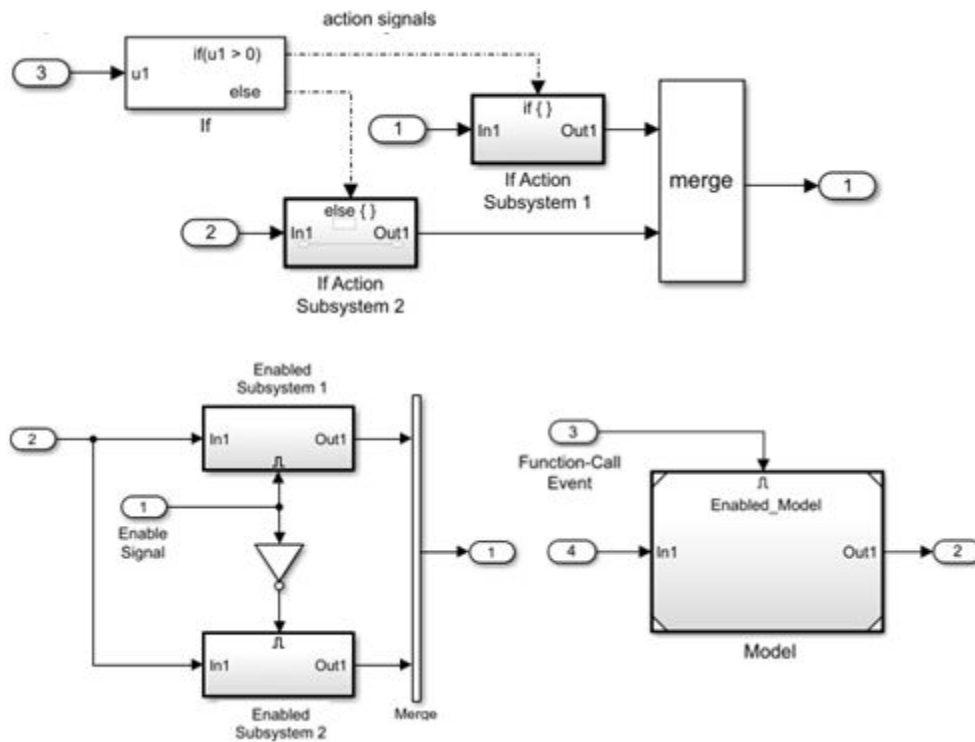 action signals
if(u1 > 0)
3
u1
else
If
if { }
1
In1
Out1
merge
1
If Action
Subsystem 1
else { }
2
In1
Out1
If Action
Subsystem 2
Enabled
Subsystem 1
2
In1
Out1
1
Enable
Signal
1
In1
Out1
Merge
Enabled
Subsystem 2
3
Function-Call
Event
Enabled_Model
4
In1
Out1
2
Model